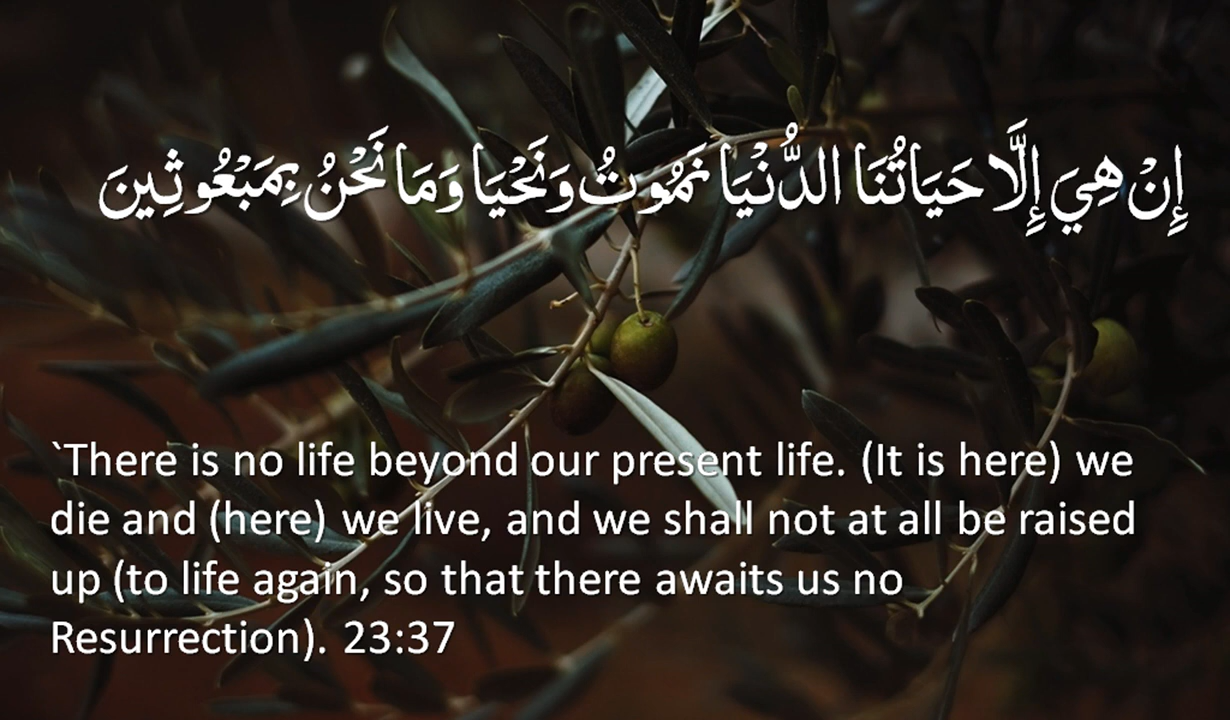 إِنْ هِيَ إِلَّا حَيَاتُنَا الدُّنْيَا نَمُوتُ وَنَحْيَا وَمَا نَحْنُ بِمَبْعُوثِينَ
`There is no life beyond our present life. (It is here) we
die and (here) we live, and we shall not at all be raised
up (to life again, so that there awaits us no
Resurrection). 23:37